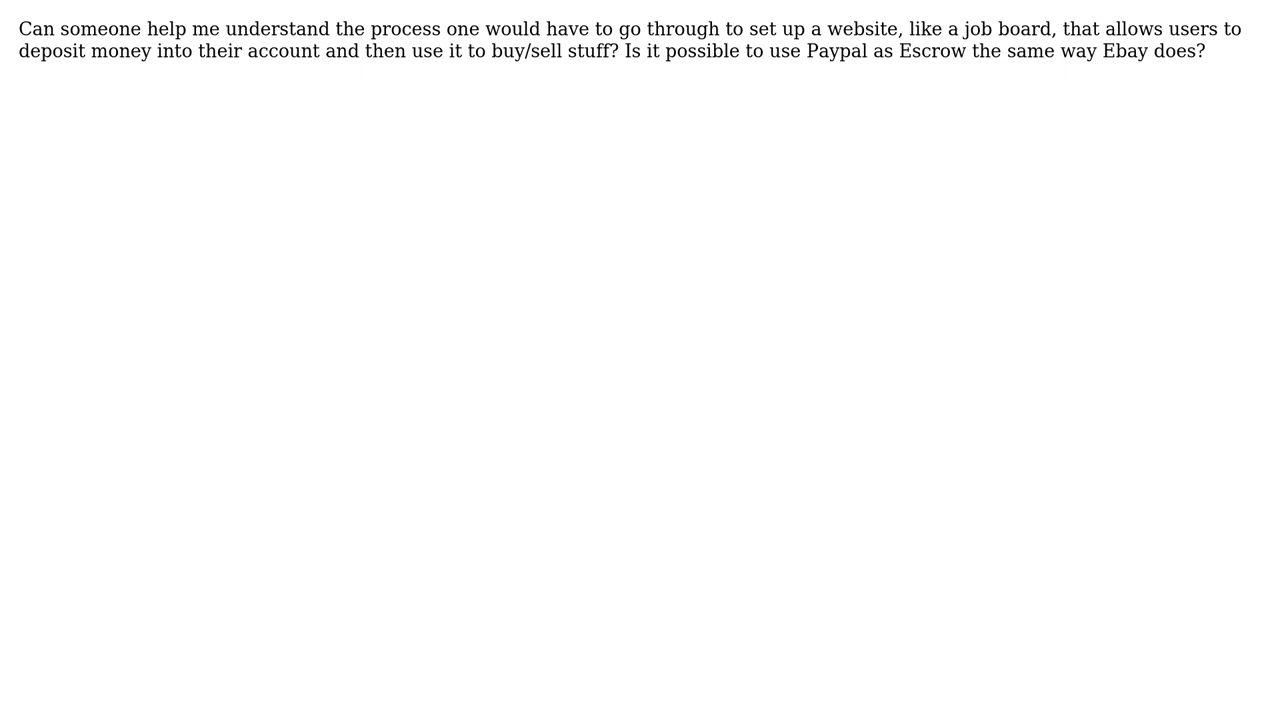 Can someone help me understand the process one would have to go through to set up a website, like a job board, that allows users to
deposit money into their account and then use it to buy/sell stuff? Is it possible to use Paypal as Escrow the same way Ebay does?